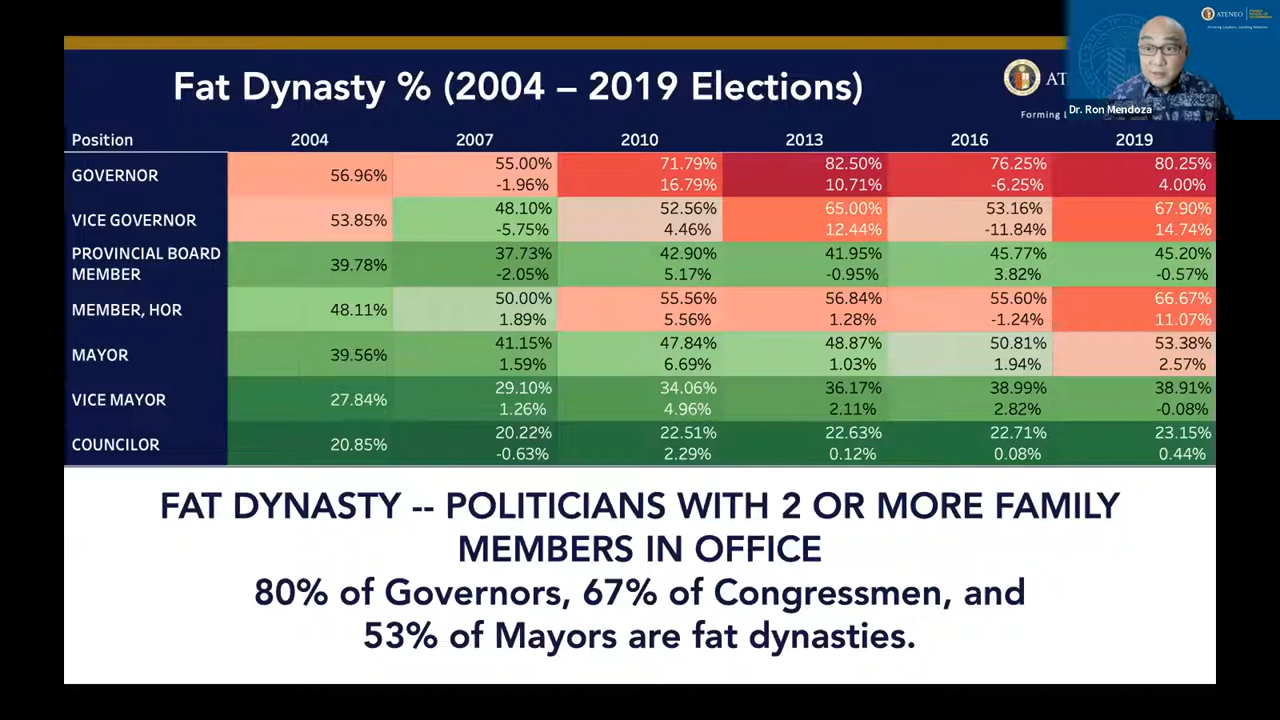 ATENEO
Fat Dynasty % (2004 – 2019 Elections)
Dr. Ron Mendoza
Position 2004 2007 2010 2013 2016 2019
GOVERNOR 56.96% 55.00% 71.79% 82.50% 76.25% 80.25%
-1.96% 16.79% 10.71% -6.25% 4.00%
VICE GOVERNOR 53.85% 48.10% 52.56% 65.00% 53.16% 67.90%
-5.75% 4.46% 12.44% -11.84% 14.74%
PROVINCIAL BOARD
MEMBER 39.78% 37.73% 42.90% 41.95% 45.77% 45.20%
-2.05% 5.17% -0.95% 3.82% -0.57%
MEMBER, HOR 48.11% 50.00% 55.56% 56.84% 55.60% 66.67%
1.89% 5.56% 1.28% -1.24% 11.07%
MAYOR 39.56% 41.15% 47.84% 48.87% 50.81% 53.38%
1.59% 6.69% 1.03% 1.94% 2.57%
VICE MAYOR 27.84% 29.10% 34.06% 36.17% 38.99% 38.91%
1.26% 4.96% 2.11% 2.82% -0.08%
COUNCILOR 20.85% 20.22% 22.51% 22.63% 22.71% 23.15%
-0.63% 2.29% 0.12% 0.08% 0.44%
FAT DYNASTY -- POLITICIANS WITH 2 OR MORE FAMILY
MEMBERS IN OFFICE
80% of Governors, 67% of Congressmen, and
53% of Mayors are fat dynasties.